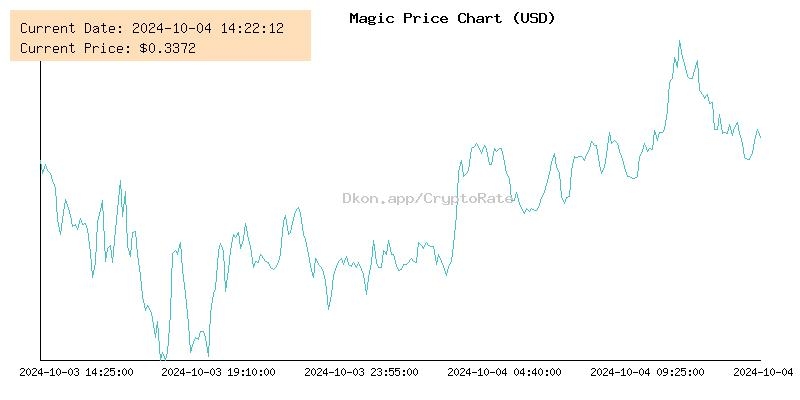 Magic Price Chart (USD)
Current Date: 2024-10-04 14:22:12
Current Price: $0.3372
Dkon.app/CryptoRate
2024-10-03 14:25:00 2024-10-03 19:10:00 2024-10-03 23:55:00 2024-10-04 04:40:00 2024-10-04 09:25:00 2024-10-04